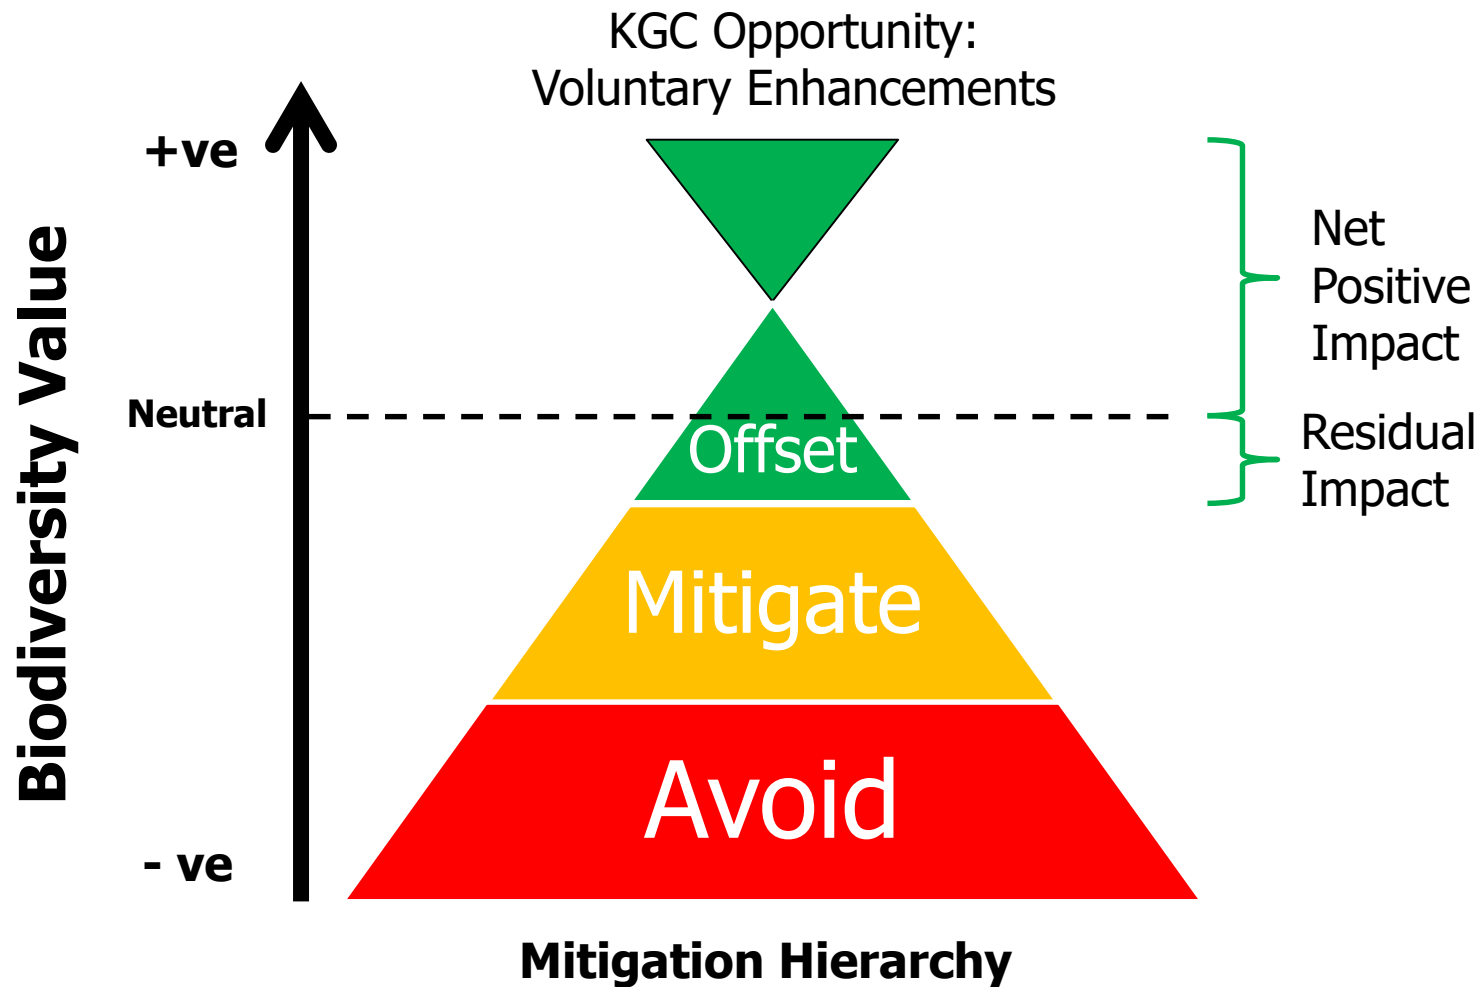 KGC Opportunity:
Voluntary Enhancements
+ve
Biodiversity Value
Neutral
- ve
Offset
Mitigate
Avoid
Net
Positive
Impact
Residual
Impact
Mitigation Hierarchy